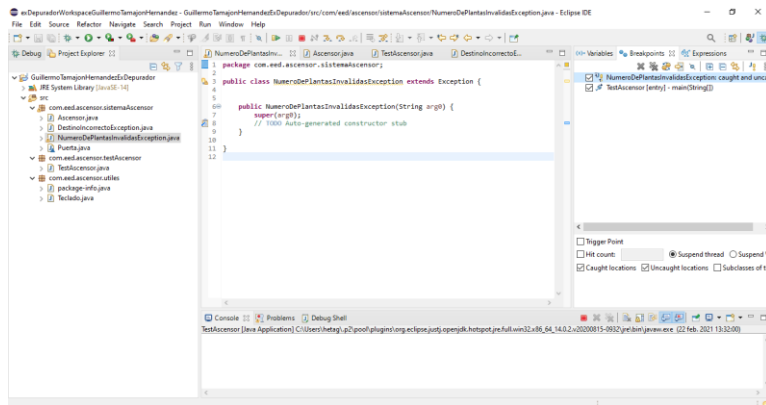 exDepuradorWorkspaceGuillermoTamajonHernandez - GuillermoTamajonHernandezExDepurador/src/com/eed/ascensor/sistemaAscensor/NumeroDePlantasInvalidasException.java - Eclipse IDE
File Edit Source Refactor Navigate Search Project Run Window Help
Debug Project Explorer
GuillermoTamajonHernandezExDepurador
JRE System Library [JavaSE-14]
src
com.eed.ascensor.sistemaAscensor
Ascensor.java
DestinoIncorrectoException.java
NumeroDePlantasInvalidasException.java
Puerta.java
com.eed.ascensor.testAscensor
TestAscensor.java
com.eed.ascensor.utiles
package-info.java
Teclado.java
NumeroDePlantasInv... Ascensor.java TestAscensor.java DestinoIncorrectoE...
1 package com.eed.ascensor.sistemaAscensor;
2
3 public class NumeroDePlantasInvalidasException extends Exception {
4
5
6 public NumeroDePlantasInvalidasException(String arg0) {
7 super(arg0);
8 // TODO Auto-generated constructor stub
9 }
10
11 }
12
Variables Breakpoints Expressions
NumeroDePlantasInvalidasException: caught and unc
TestAscensor [entry] - main(String[])
Trigger Point
Hit count: Suspend thread Suspend
Caught locations Uncaught locations Subclasses of t
Console Problems Debug Shell
TestAscensor [Java Application] C:\Users\hetag\.p2\pool\plugins\org.eclipse.justj.openjdk.hotspot.jre.full.win32.x86_64_14.0.2.v20200815-0932\jre\bin\javaw.exe (22 feb. 2021 13:32:00)